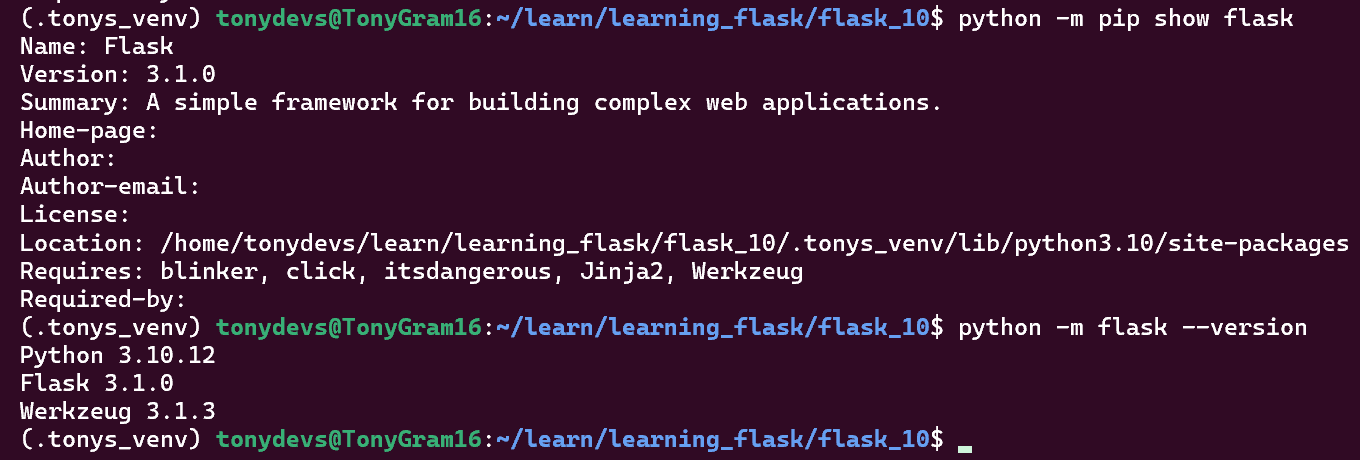 (.tonys_venv) tonydevs@TonyGram16:~/learn/learning_flask/flask_10$ python -m pip show flask
Name: Flask
Version: 3.1.0
Summary: A simple framework for building complex web applications.
Home-page:
Author:
Author-email:
License:
Location: /home/tonydevs/learn/learning_flask/flask_10/.tonys_venv/lib/python3.10/site-packages
Requires: blinker, click, itsdangerous, Jinja2, Werkzeug
Required-by:
(.tonys_venv) tonydevs@TonyGram16:~/learn/learning_flask/flask_10$ python -m flask --version
Python 3.10.12
Flask 3.1.0
Werkzeug 3.1.3
(.tonys_venv) tonydevs@TonyGram16:~/learn/learning_flask/flask_10$